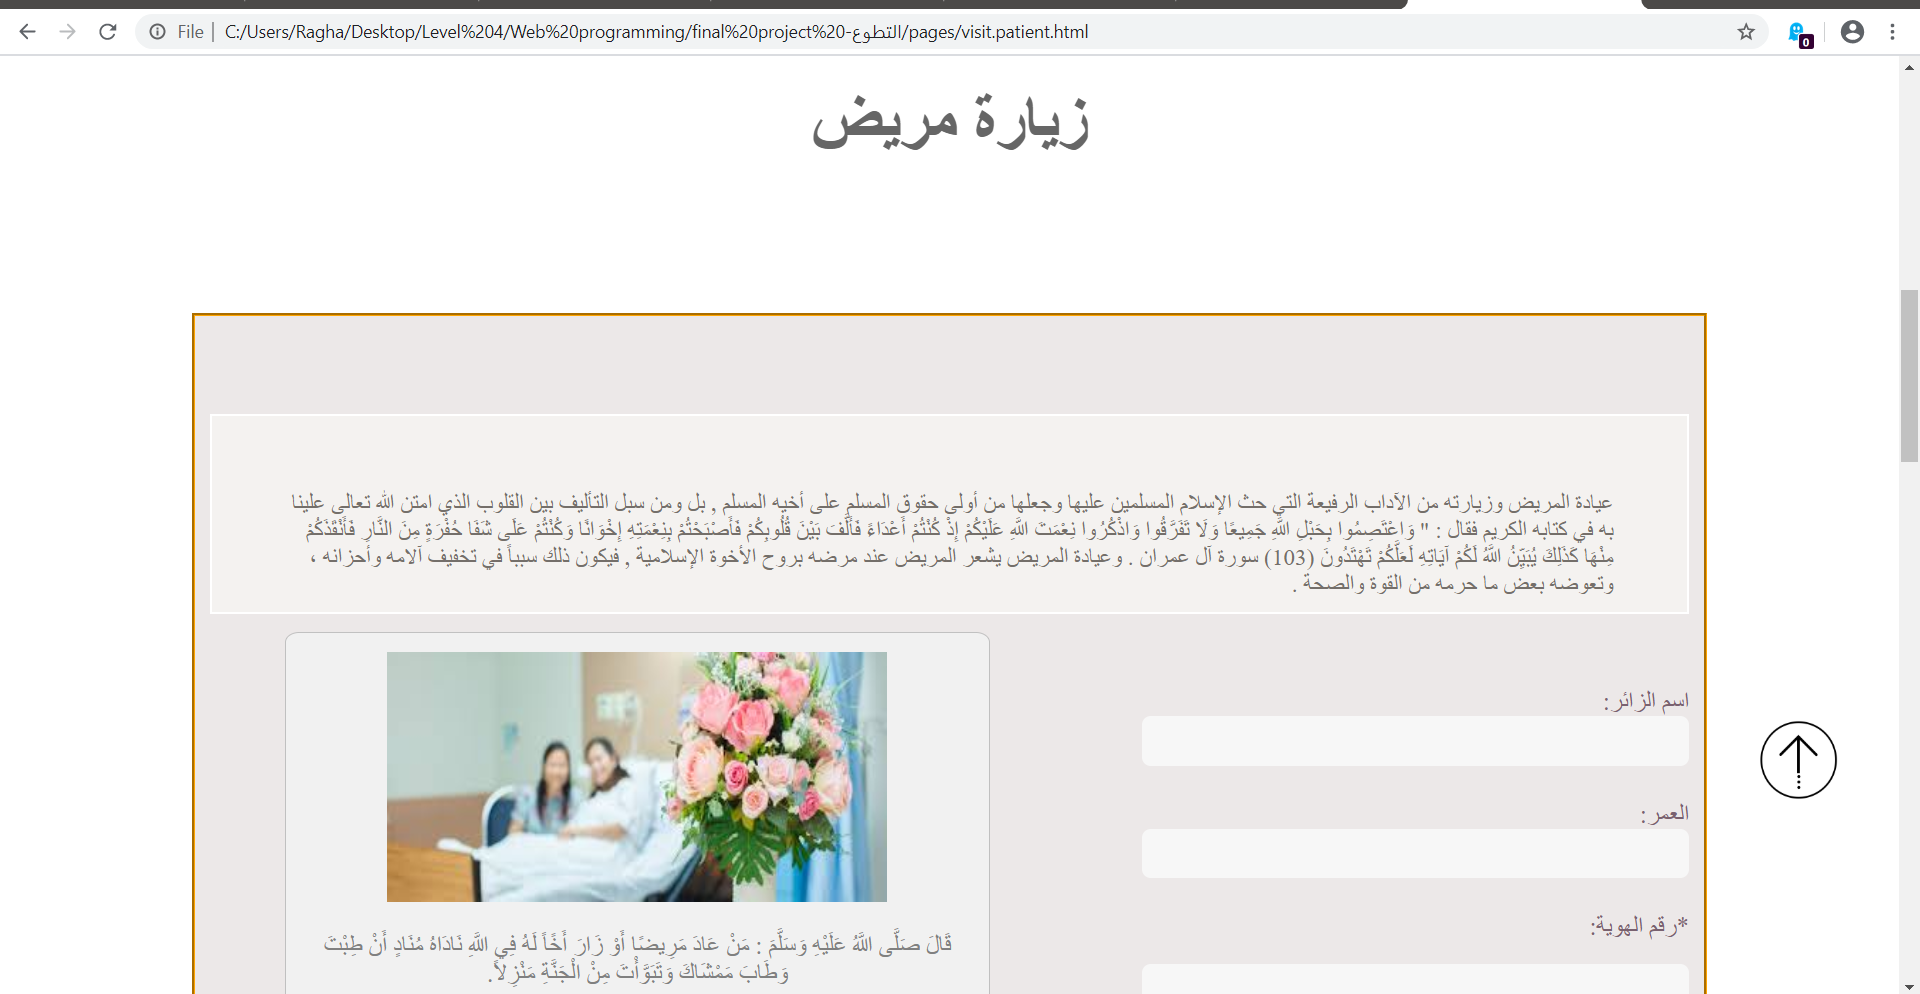 File | C:/Users/Ragha/Desktop/Level%204/Web%20programming/final%20project%20-التطوع/pages/visit.patient.html
0
زيارة مريض
عيادة المريض وزيارته من الآداب الرفيعة التي حث الإسلام المسلمين عليها وجعلها من أولى حقوق المسلم على أخيه المسلم , بل ومن سبل التأليف بين القلوب الذي امتن الله تعالى علينا
به في كتابه الكريم فقال : " وَاعْتَصِمُوا بِحَبْلِ اللَّهِ جَمِيعًا وَلَا تَفَرَّقُوا وَاذْكُرُوا نِعْمَتَ اللَّهِ عَلَيْكُمْ إِذْ كُنْتُمْ أَعْدَاءً فَأَلَّفَ بَيْنَ قُلُوبِكُمْ فَأَصْبَحْتُمْ بِنِعْمَتِهِ إِخْوَانًا وَكُنْتُمْ عَلَى شَفَا حُفْرَةٍ مِنَ النَّارِ فَأَنْقَذَكُمْ
مِنْهَا كَذَلِكَ يُبَيِّنُ اللَّهُ لَكُمْ آيَاتِهِ لَعَلَّكُمْ تَهْتَدُونَ (103) سورة آل عمران . وعيادة المريض يشعر المريض عند مرضه بروح الأخوة الإسلامية , فيكون ذلك سبباً في تخفيف آلامه وأحزانه ،
وتعوضه بعض ما حرمه من القوة والصحة .
اسم الزائر:
العمر:
*رقم الهوية:
قَالَ صَلَّى اللَّهُ عَلَيْهِ وَسَلَّمَ : مَنْ عَادَ مَرِيضًا أَوْ زَارَ أَخَاً لَهُ فِي اللَّهِ نَادَاهُ مُنَادٍ أَنْ طِبْتَ
وَطَابَ مَمْشَاكَ وَتَبَوَّأْتَ مِنْ الْجَنَّةِ مَنْزِلاً.